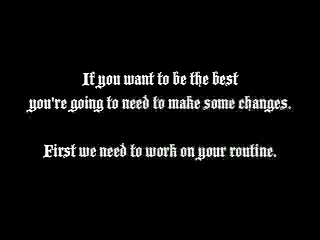 If you want to be the best
you're going to need to make some changes.
First we need to work on your routine.